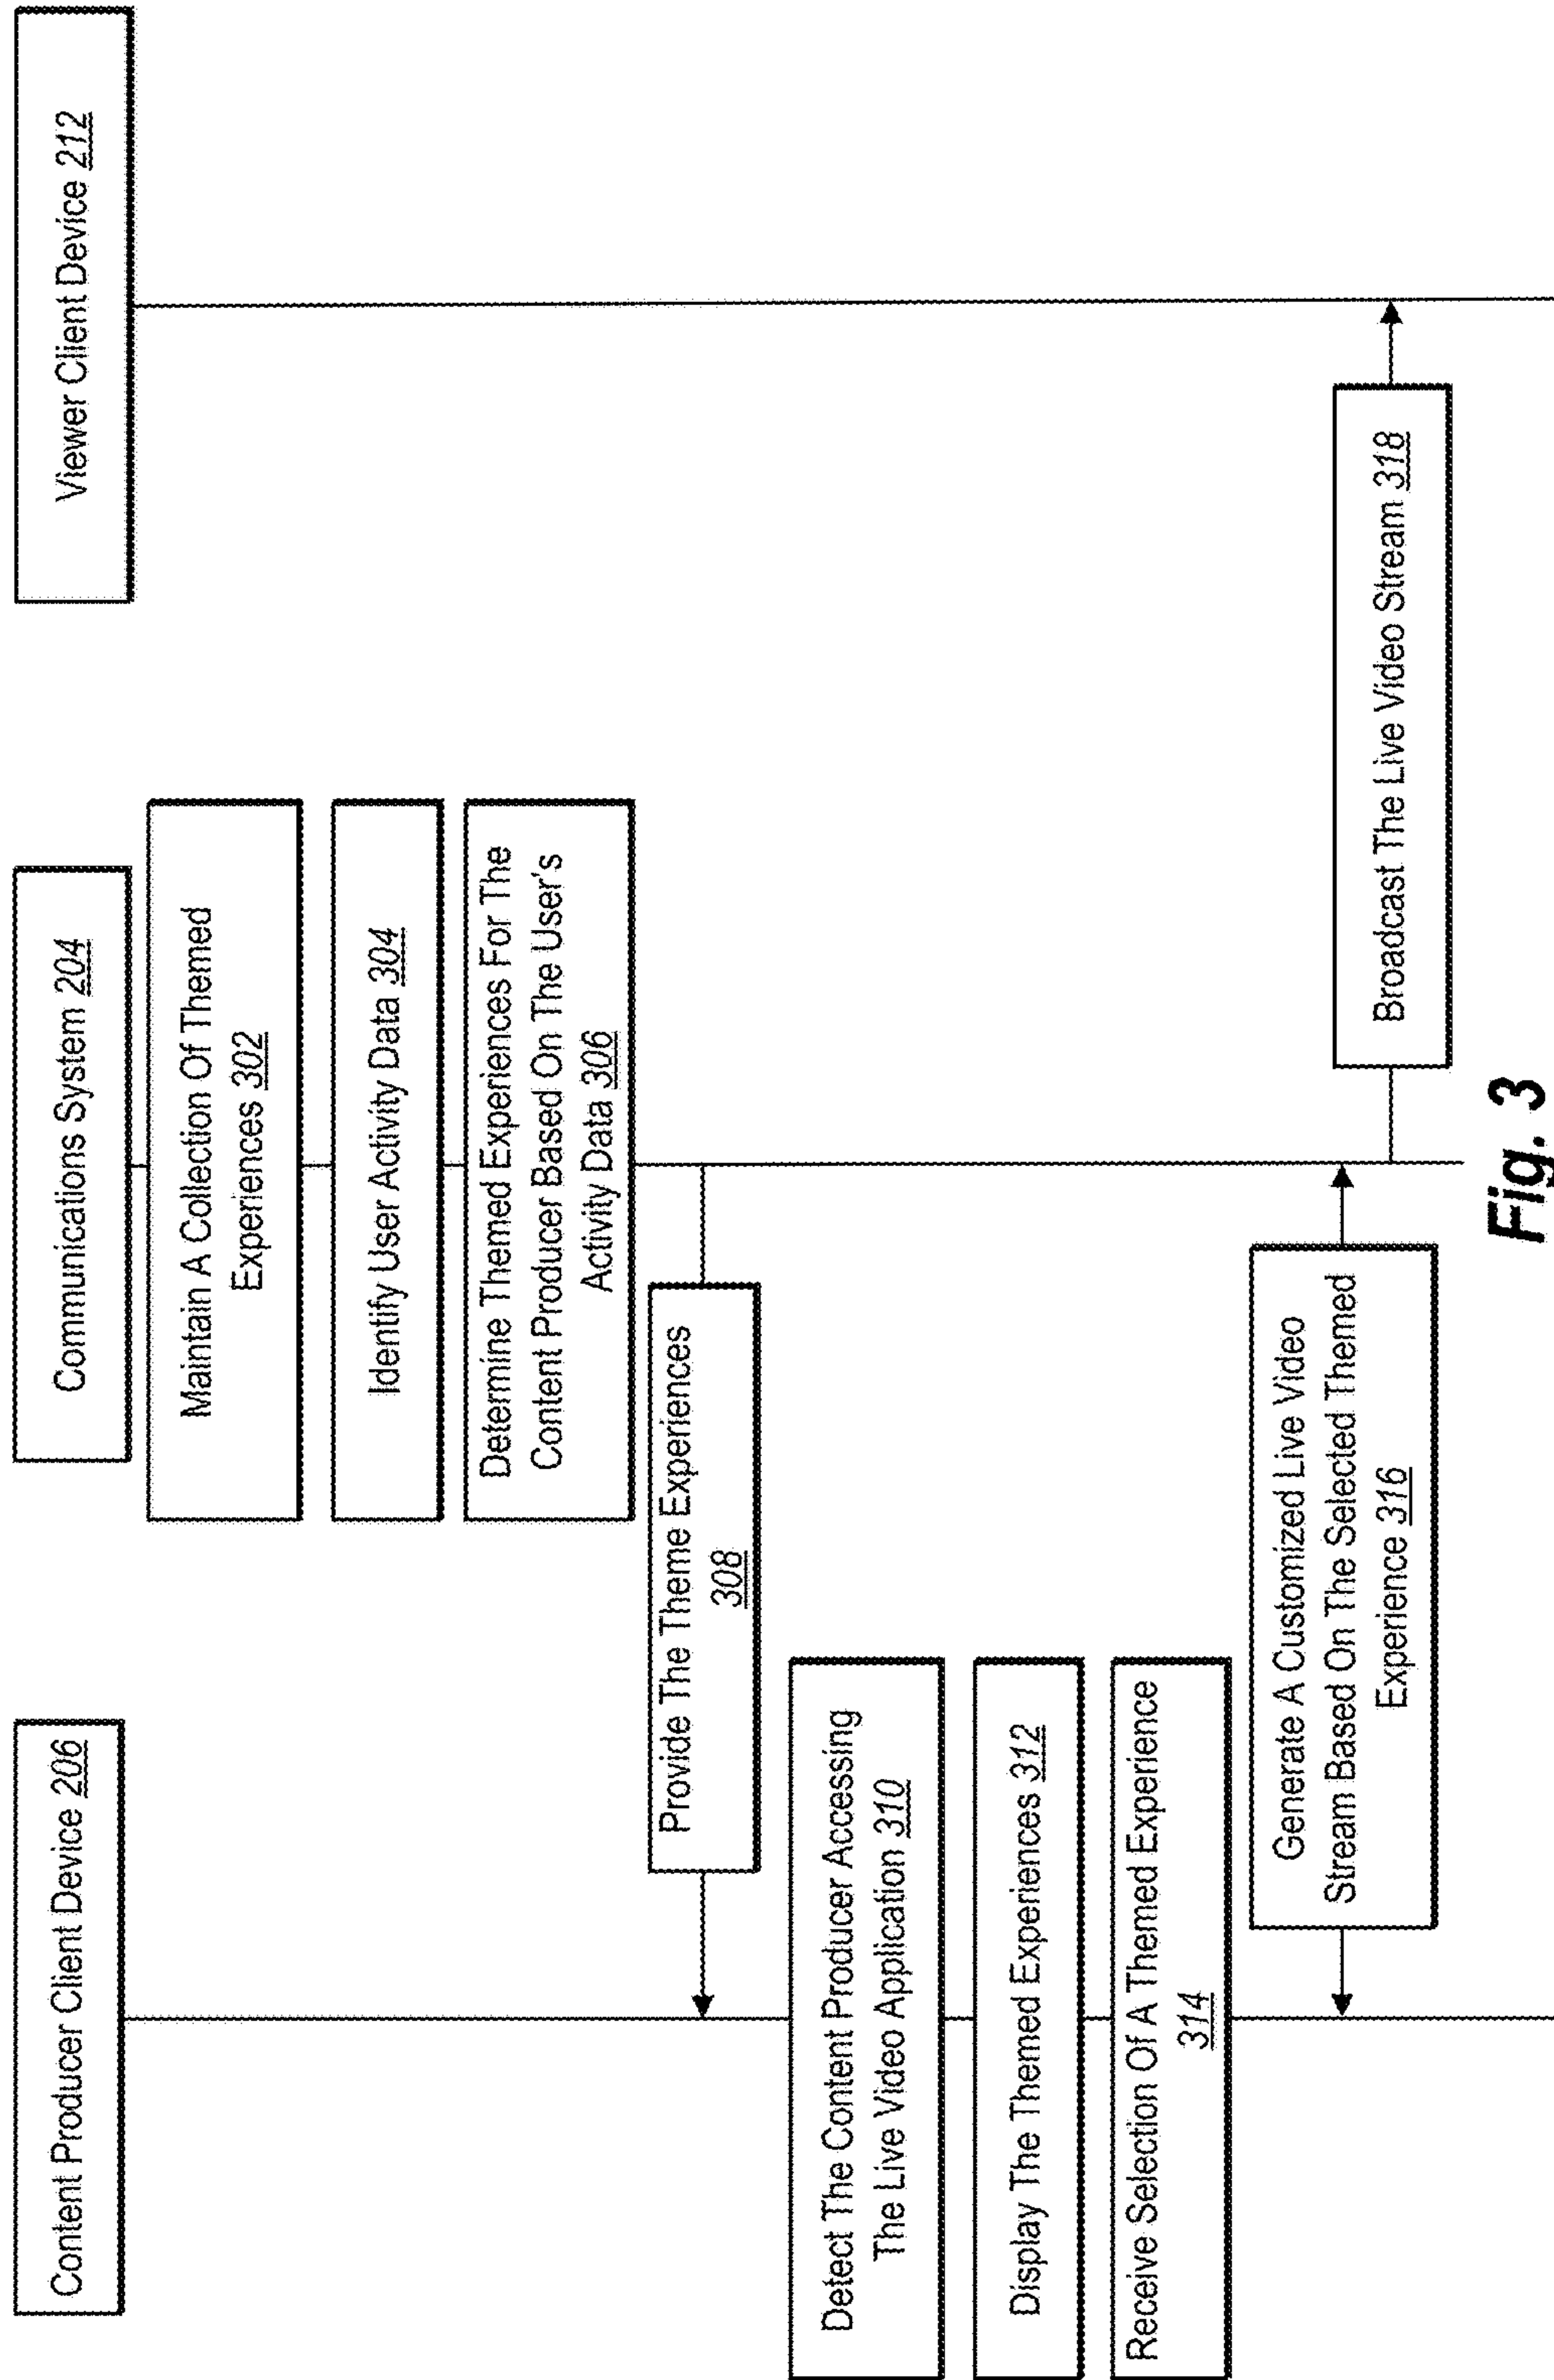 Content Producer Client Device 206
Communications System 204
Viewer Client Device 212
Maintain A Collection Of Themed
Experiences 302
Identify User Activity Data 304
Determine Themed Experiences For The
Content Producer Based On The User's
Activity Data 306
Provide The Theme Experiences
308
Detect The Content Producer Accessing
The Live Video Application 310
Display The Themed Experiences 312
Receive Selection Of A Themed Experience
314
Generate A Customized Live Video
Stream Based On The Selected Themed
Experience 316
Broadcast The Live Video Stream 318
Fig. 3